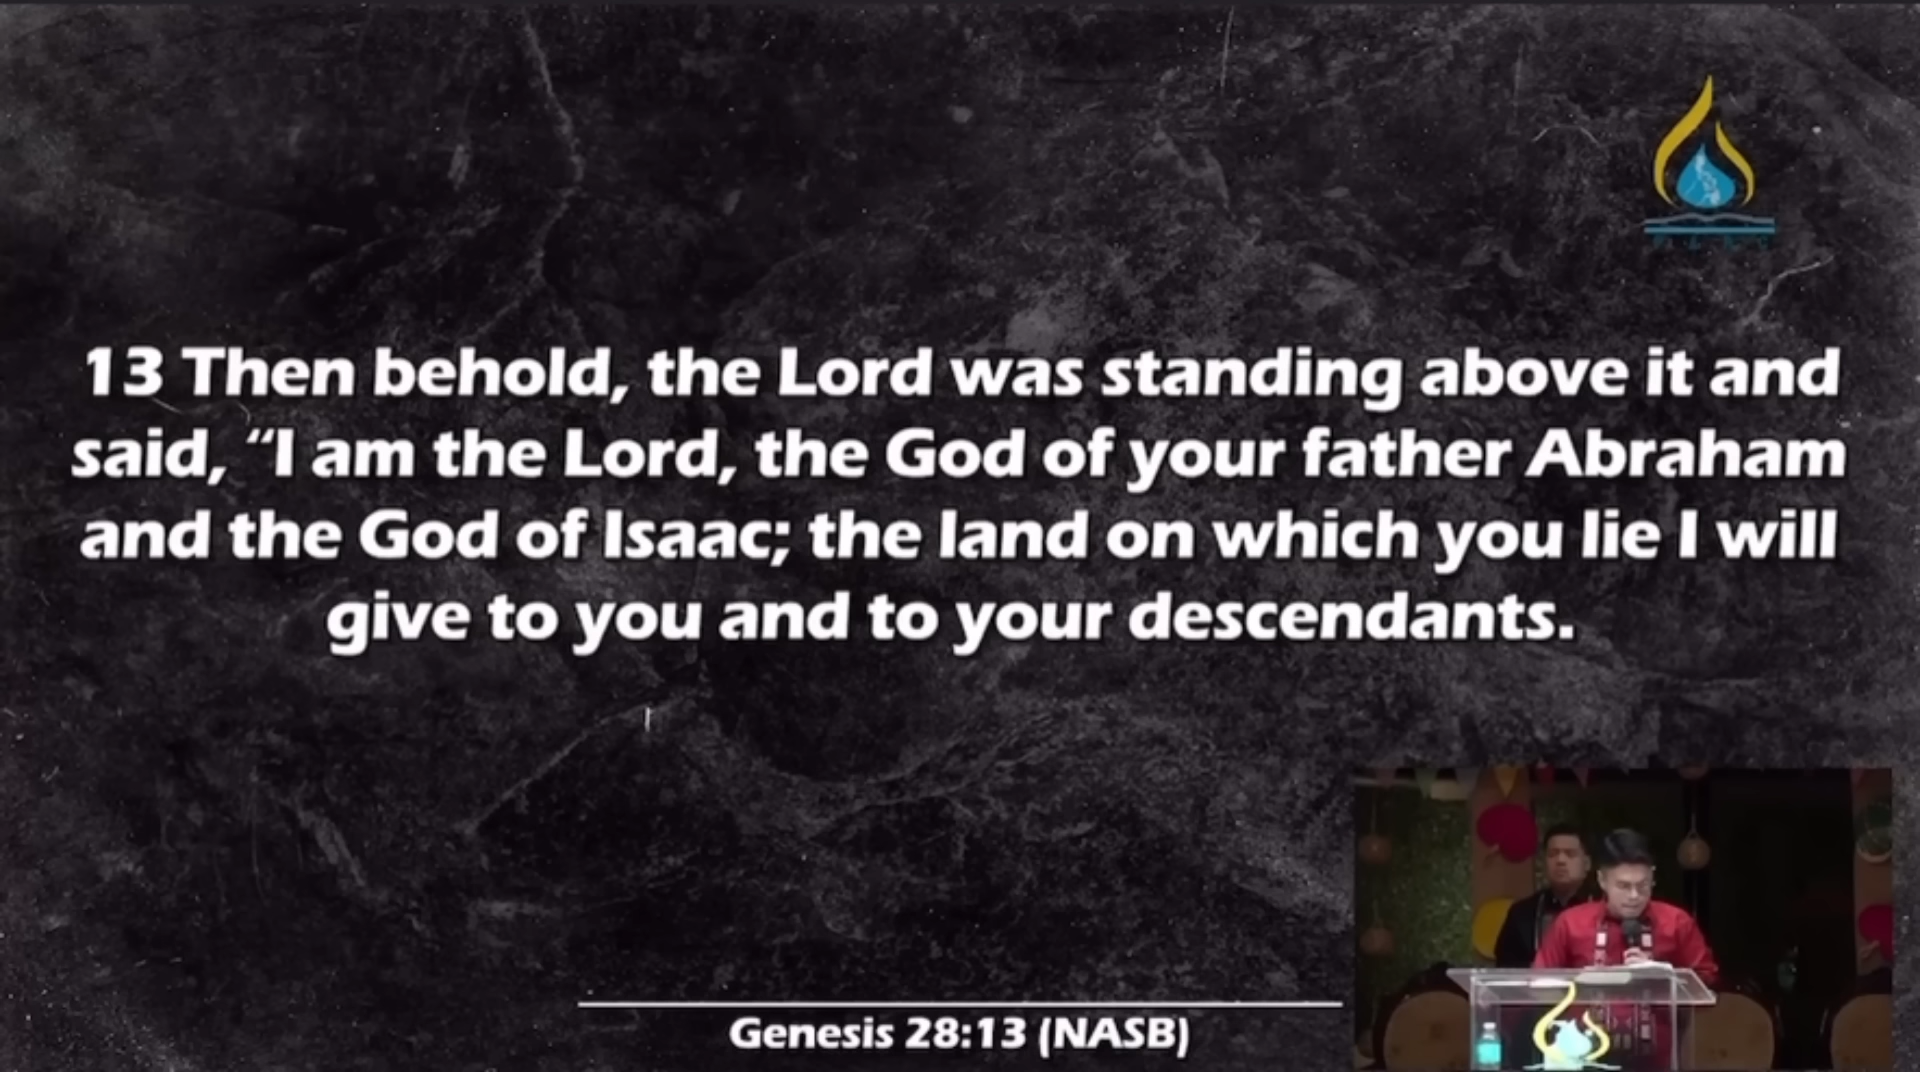 13 Then behold, the Lord was standing above it and
said, “I am the Lord, the God of your father Abraham
and the God of Isaac; the land on which you lie I will
give to you and to your descendants.
Genesis 28:13 (NASB)